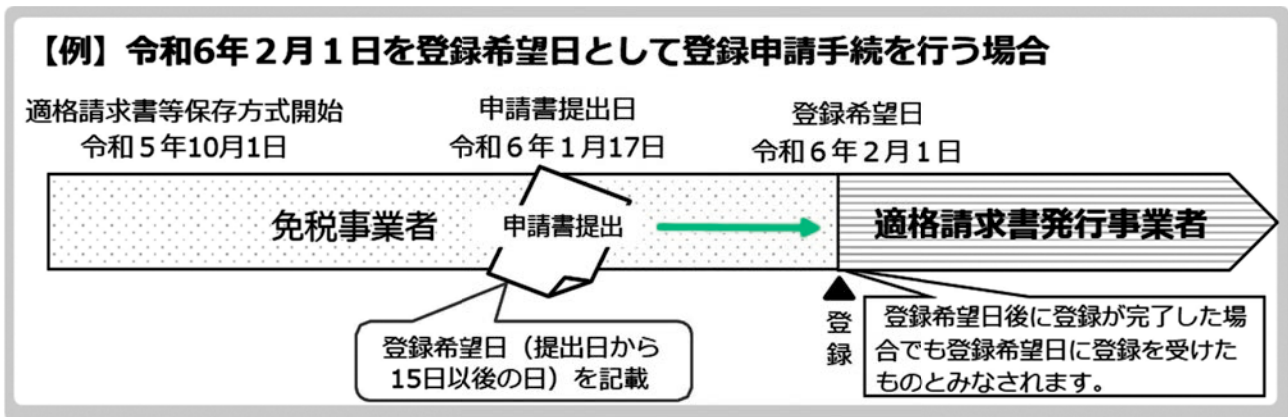 【例】令和6年２月１日を登録希望日として登録申請手続を行う場合
適格請求書等保存方式開始
令和５年10月1日
申請書提出日
令和６年１月17日
登録希望日
令和６年２月１日
免税事業者
申請書提出
適格請求書発行事業者
登録希望日（提出日から
15日以後の日）を記載
▲
登
録
登録希望日後に登録が完了した場
合でも登録希望日に登録を受けた
ものとみなされます。